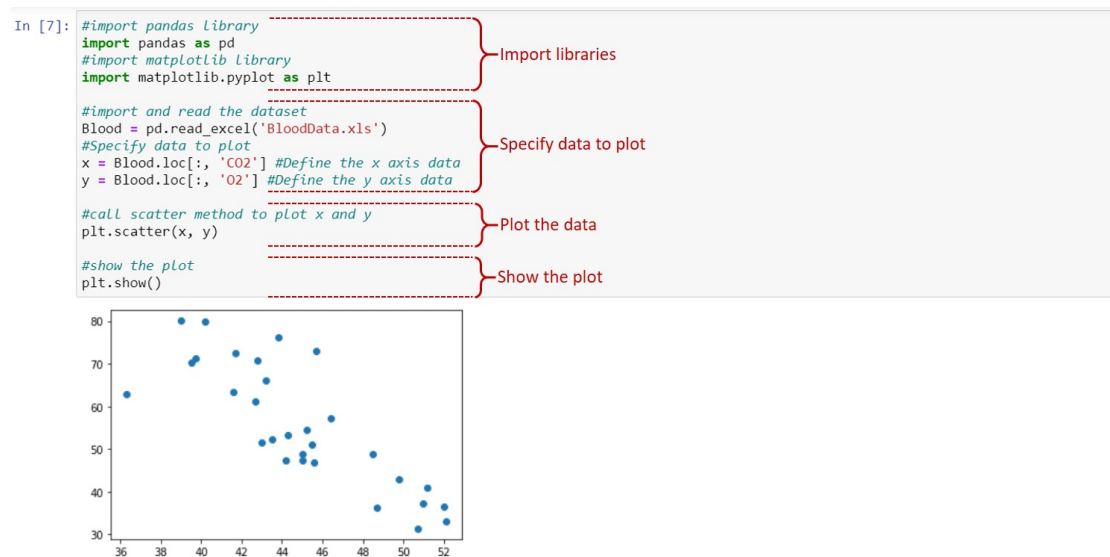 In [7]:
#import pandas library
import pandas as pd
#import matplotlib library
import matplotlib.pyplot as plt
Import libraries
#import and read the dataset
Blood = pd.read_excel('BloodData.xls')
#Specify data to plot
x = Blood.loc[:, 'CO2'] #Define the x axis data
y = Blood.loc[:, 'O2'] #Define the y axis data
Specify data to plot
#call scatter method to plot x and y
plt.scatter(x, y)
Plot the data
#show the plot
plt.show()
Show the plot
80
70
60
50
40
30
36 38 40 42 44 46 48 50 52